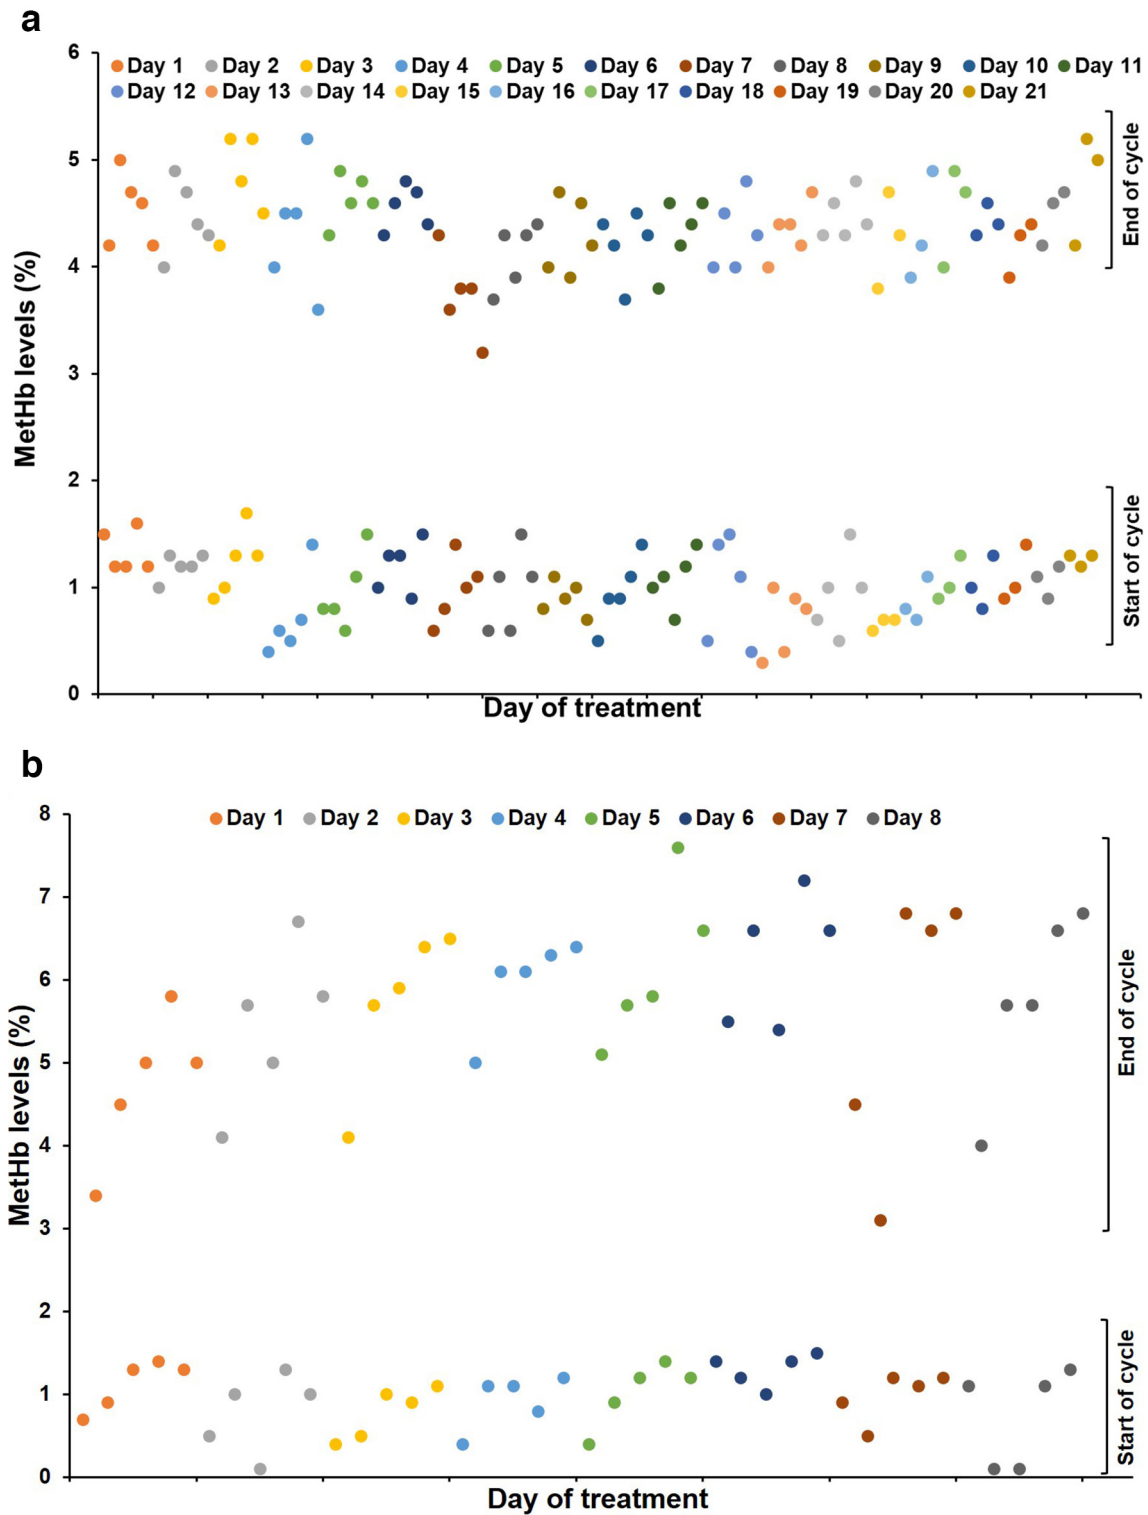 a
6
Day 1 Day 2 Day 3 Day 4 Day 5 Day 6 Day 7 Day 8 Day 9 Day 10 Day 11
Day 12 Day 13 Day 14 Day 15 Day 16 Day 17 Day 18 Day 19 Day 20 Day 21
5
4
3
2
1
0
MetHb levels (%)
End of cycle
Start of cycle
Day of treatment
b
8
Day 1 Day 2 Day 3 Day 4 Day 5 Day 6 Day 7 Day 8
7
6
5
4
3
2
1
0
MetHb levels (%)
End of cycle
Start of cycle
Day of treatment